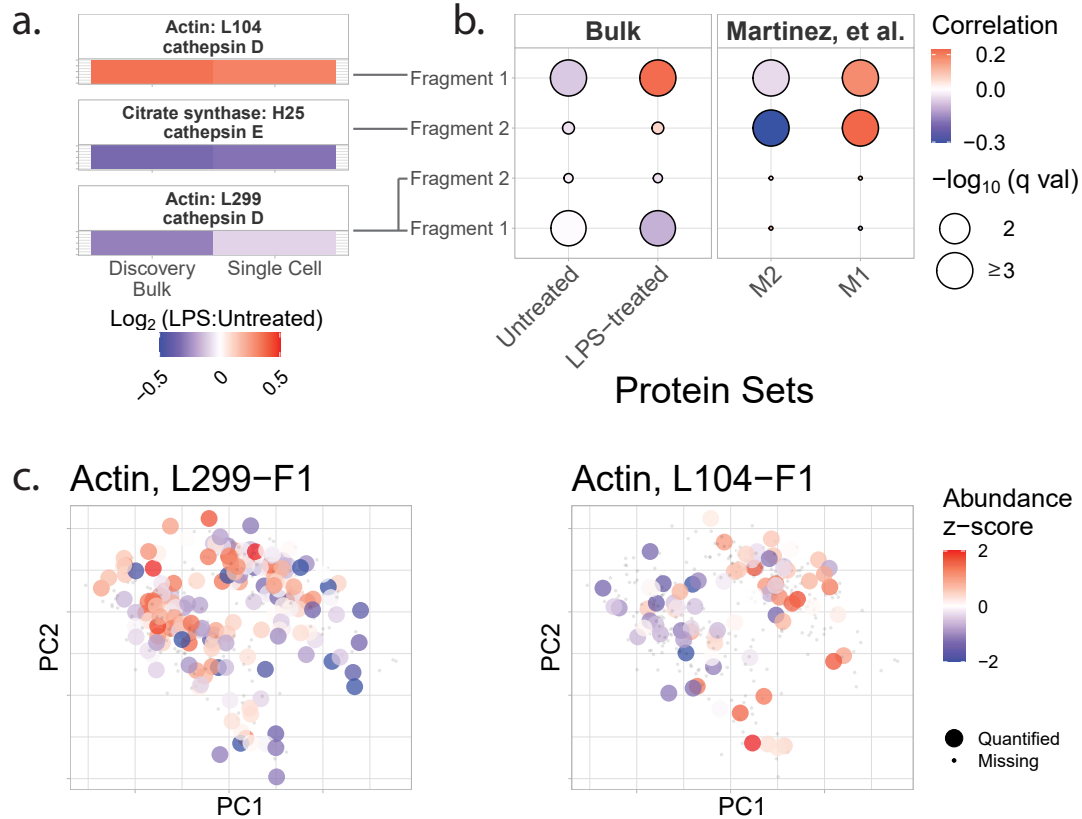 a.
Actin: L104
cathepsin D
Citrate synthase: H25
cathepsin E
Actin: L299
cathepsin D
Discovery
Bulk
Single Cell
Log2 (LPS:Untreated)
−0.5
0
0.5
b.
Bulk
Martinez, et al.
Fragment 1
Fragment 2
Fragment 2
Fragment 1
Untreated
LPS−treated
M2
M1
Protein Sets
Correlation
0.2
0.0
−0.3
−log10 (q val)
2
≥3
c.
Actin, L299−F1
PC2
PC1
Actin, L104−F1
PC2
PC1
Abundance
z−score
2
0
−2
Quantified
Missing